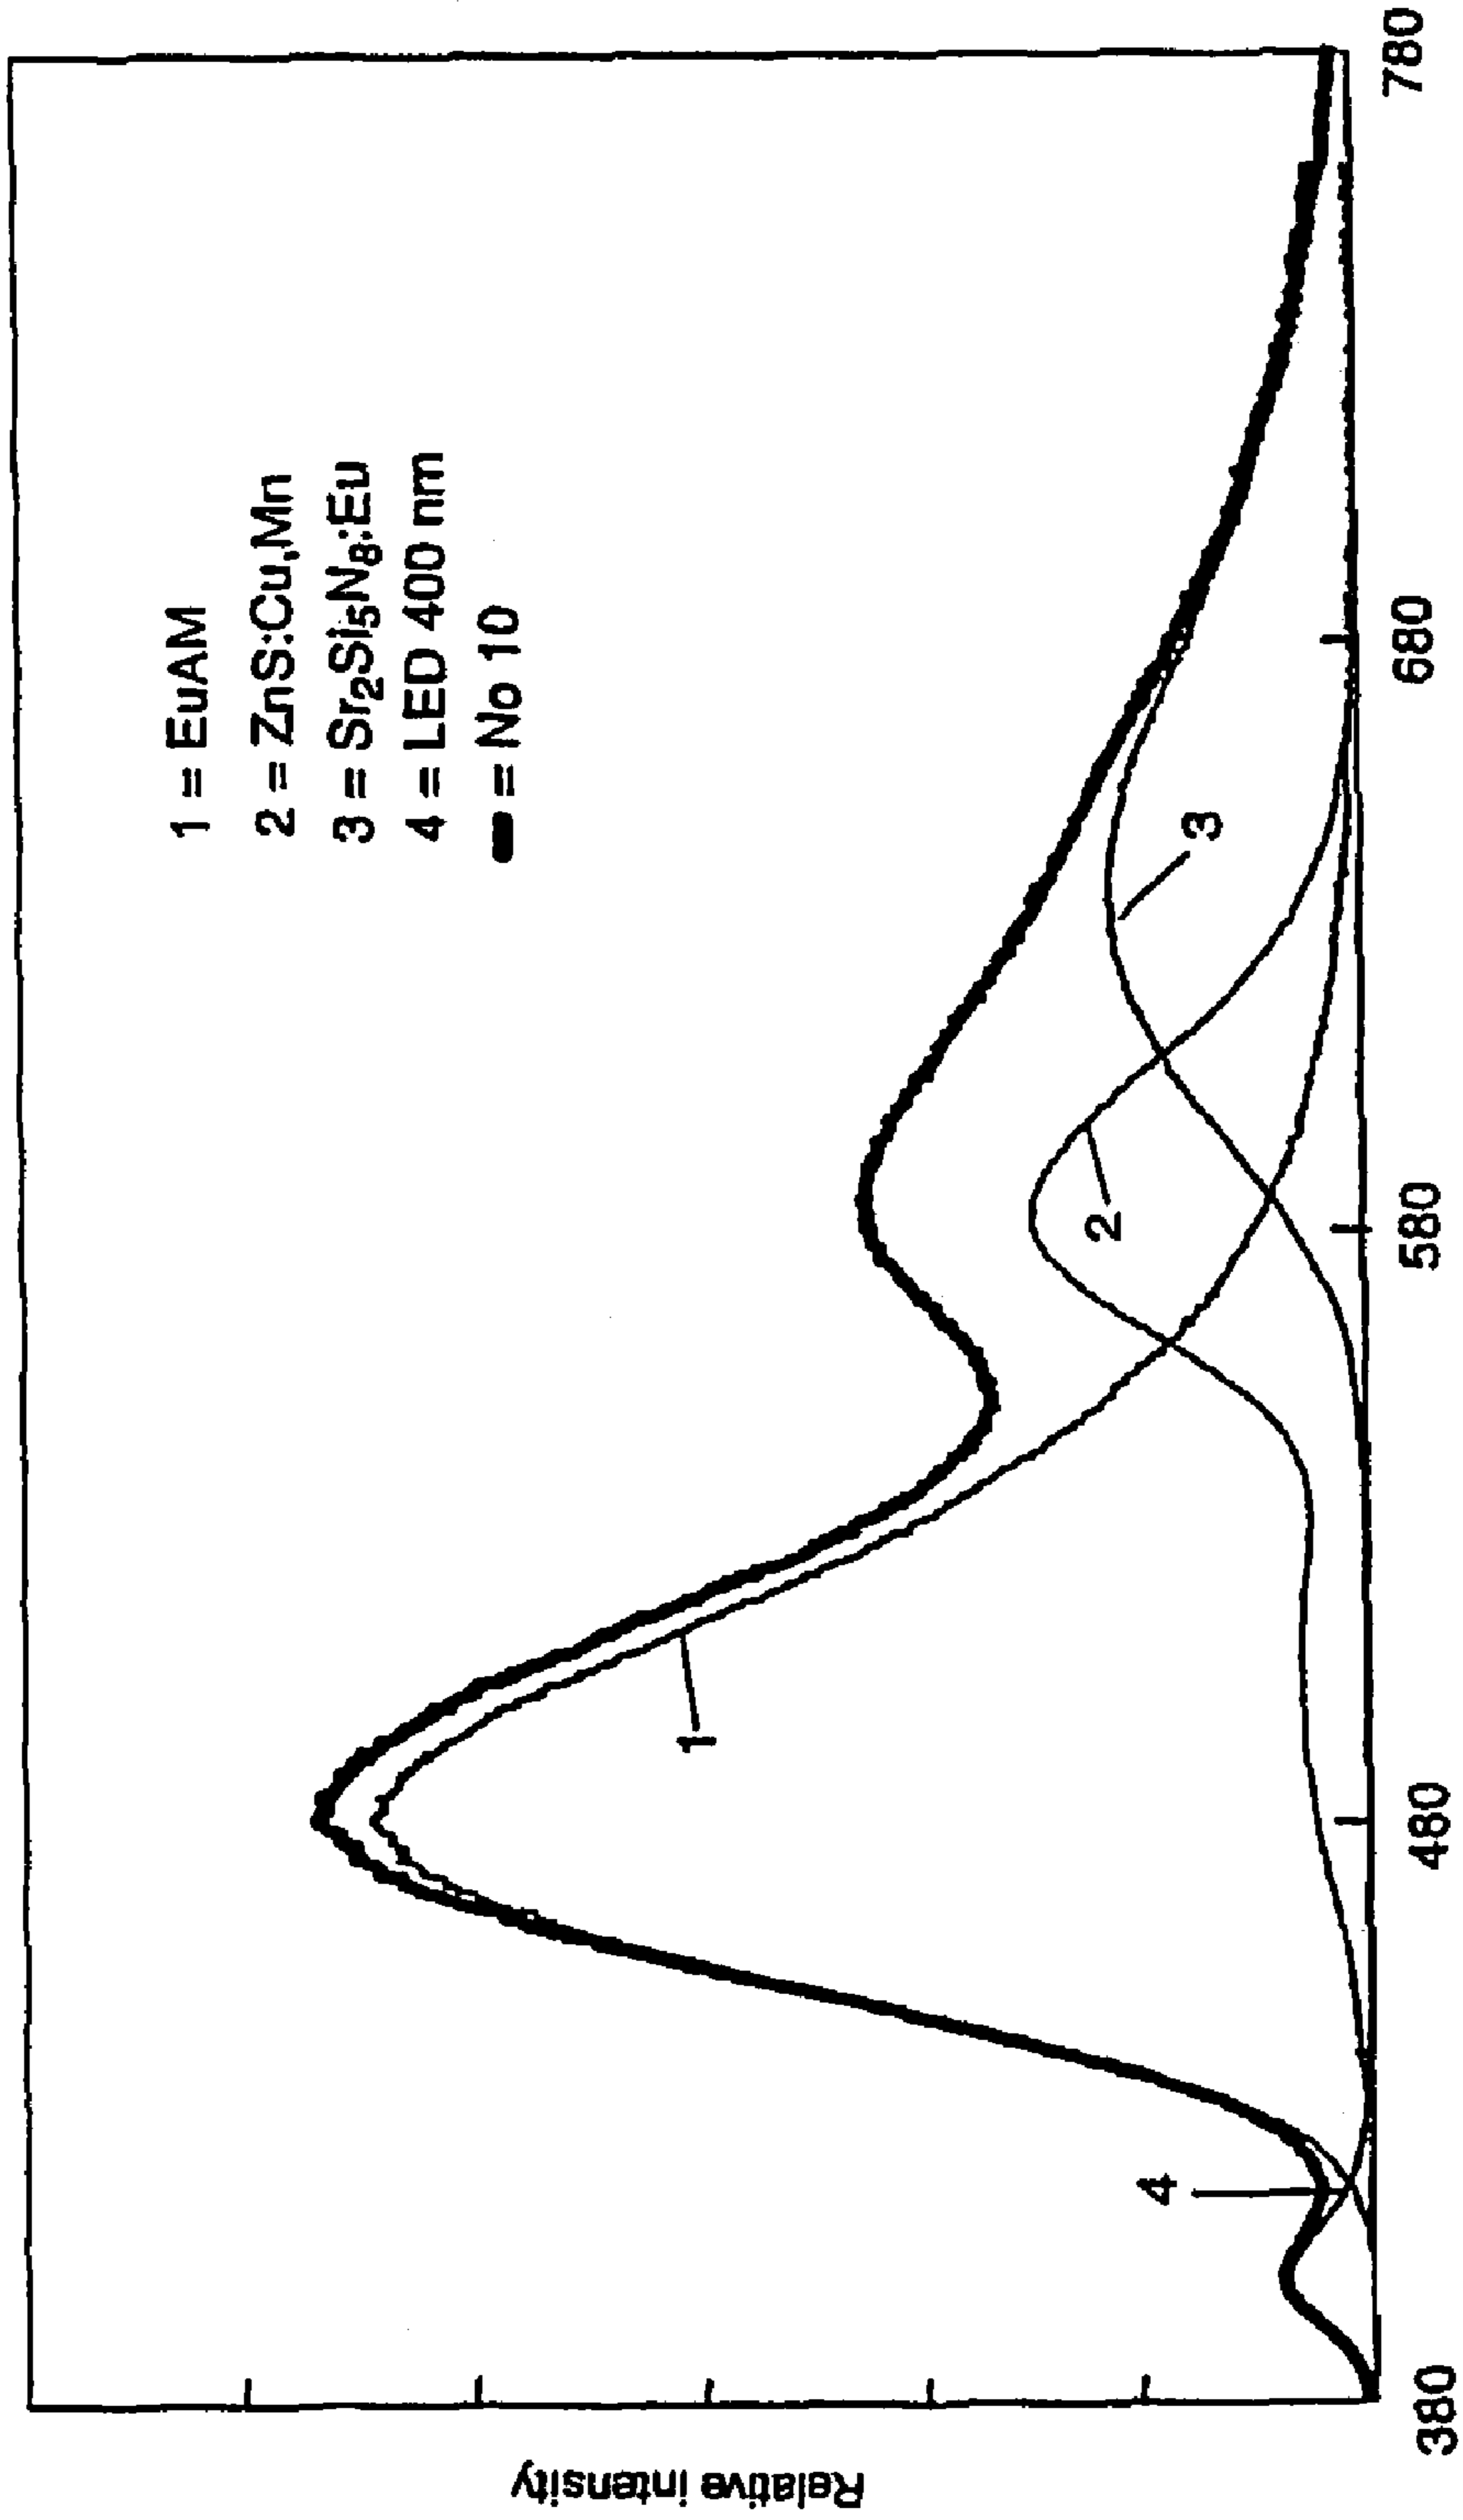 1 = EuAM
2 = ZnS:Cu,Mn
3 = Sr2Si5N8:Eu
4 = LED 400 nm
= No 10
Relative intensity
1
2
3
4
380
480
580
680
780